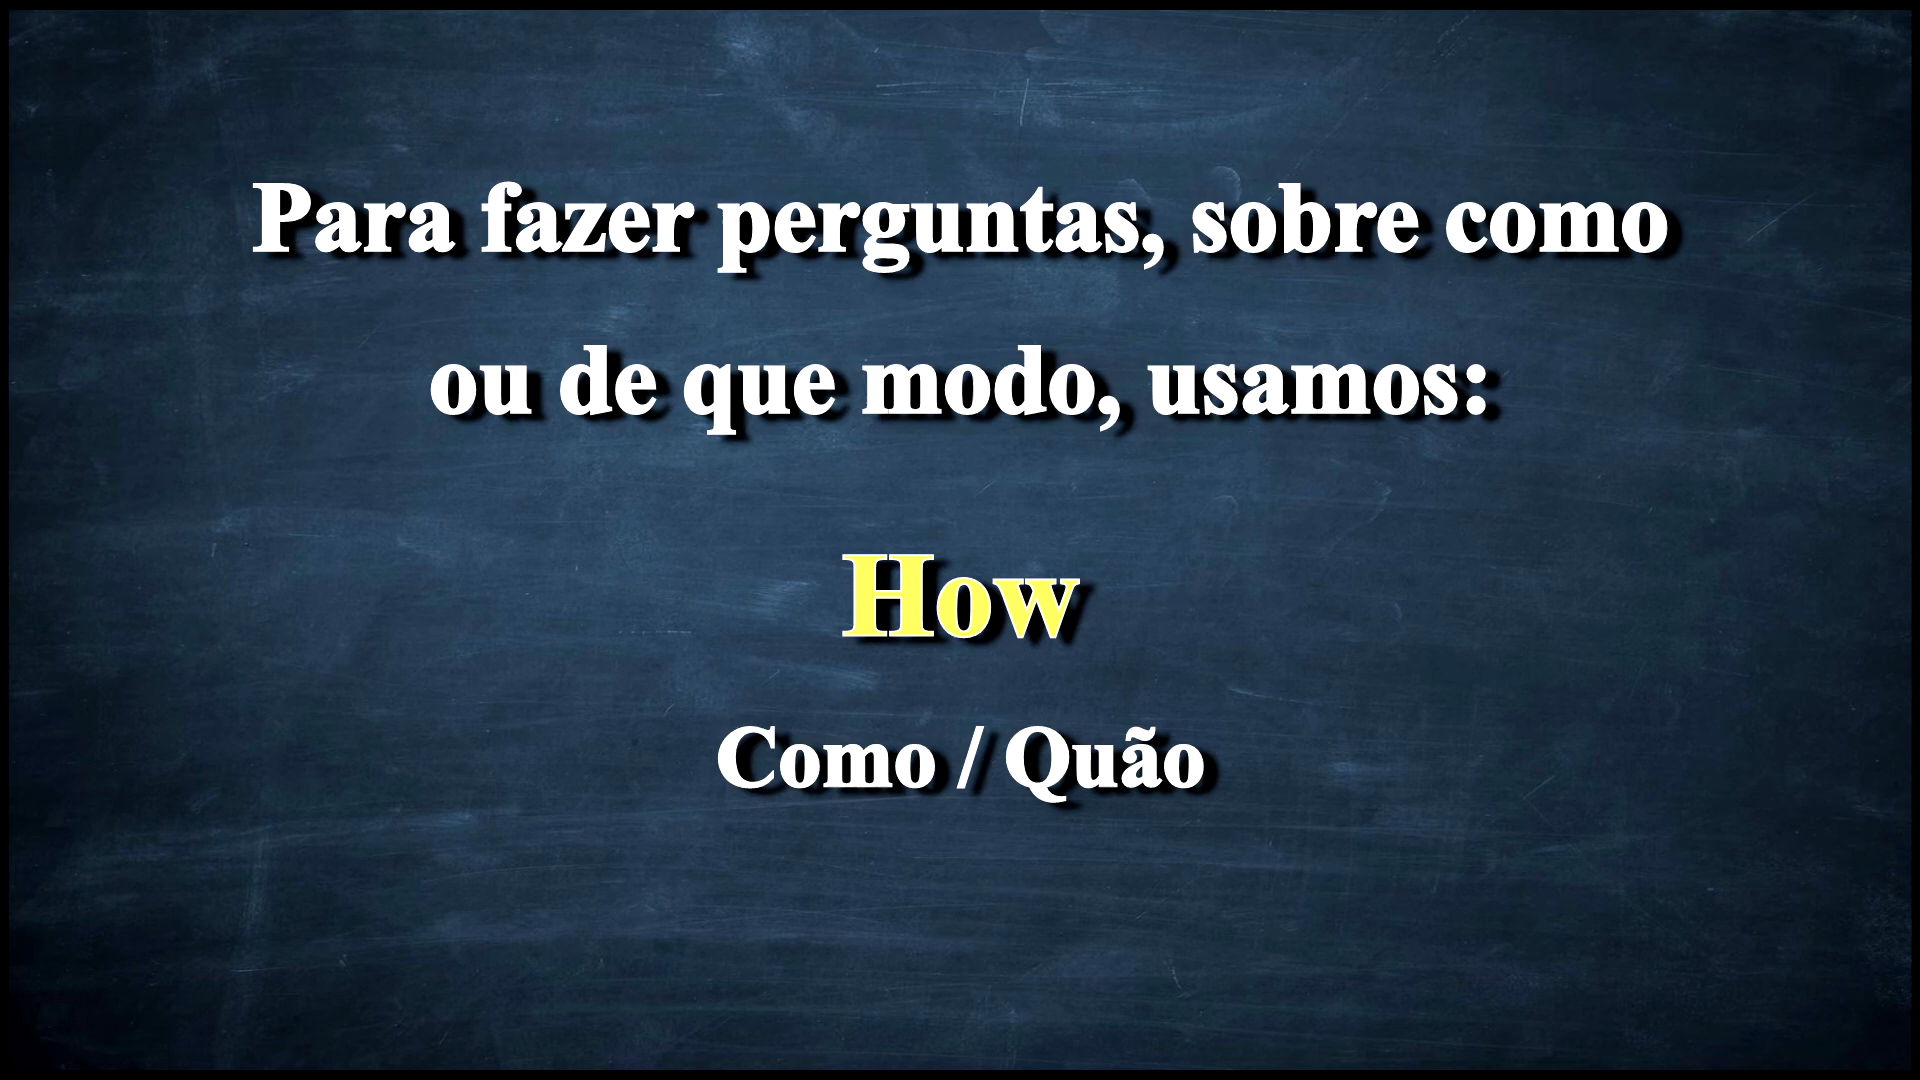 Para fazer perguntas, sobre como
ou de que modo, usamos:
How
Como / Quão